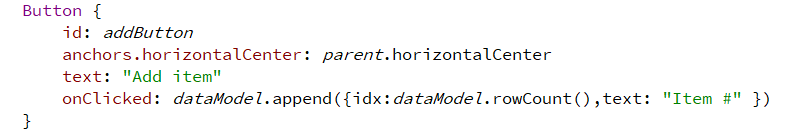 Button {
    id: addButton
    anchors.horizontalCenter: parent.horizontalCenter
    text: "Add item"
    onClicked: dataModel.append({idx:dataModel.rowCount(),text: "Item #" })
}